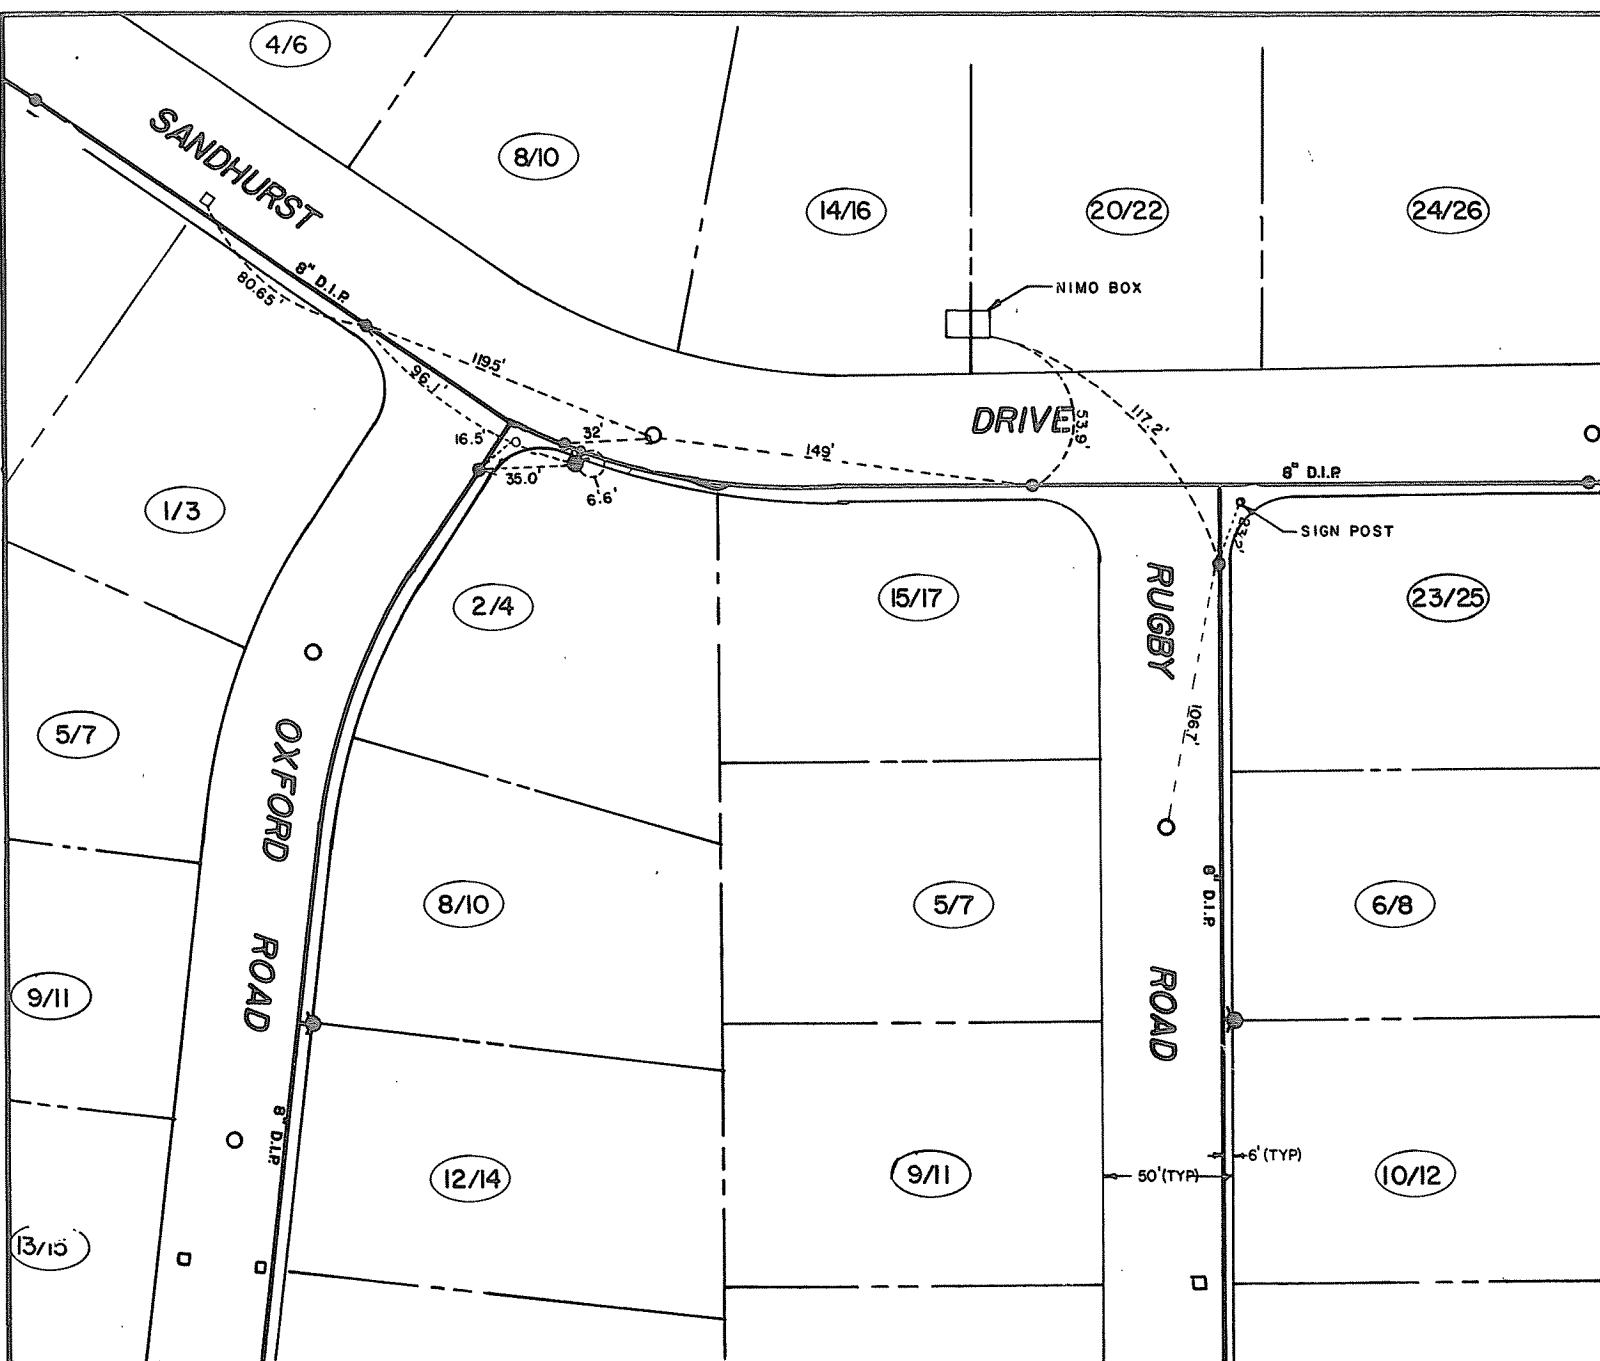 4/6
SANDHURST
8/10
14/16
20/22
24/26
8" D.I.P.
80.65'
NIMO BOX
119.5'
96.1'
DRIVE
53.9'
117.2'
16.5'
32'
149'
35.0'
6.6'
8" D.I.P.
SIGN POST
1/3
2/4
15/17
RUGBY
23/25
106.7'
5/7
OXFORD
8/10
5/7
8" D.I.P.
6/8
9/11
ROAD
ROAD
8" D.I.P.
12/14
9/11
50' (TYP)
6' (TYP)
10/12
13/15